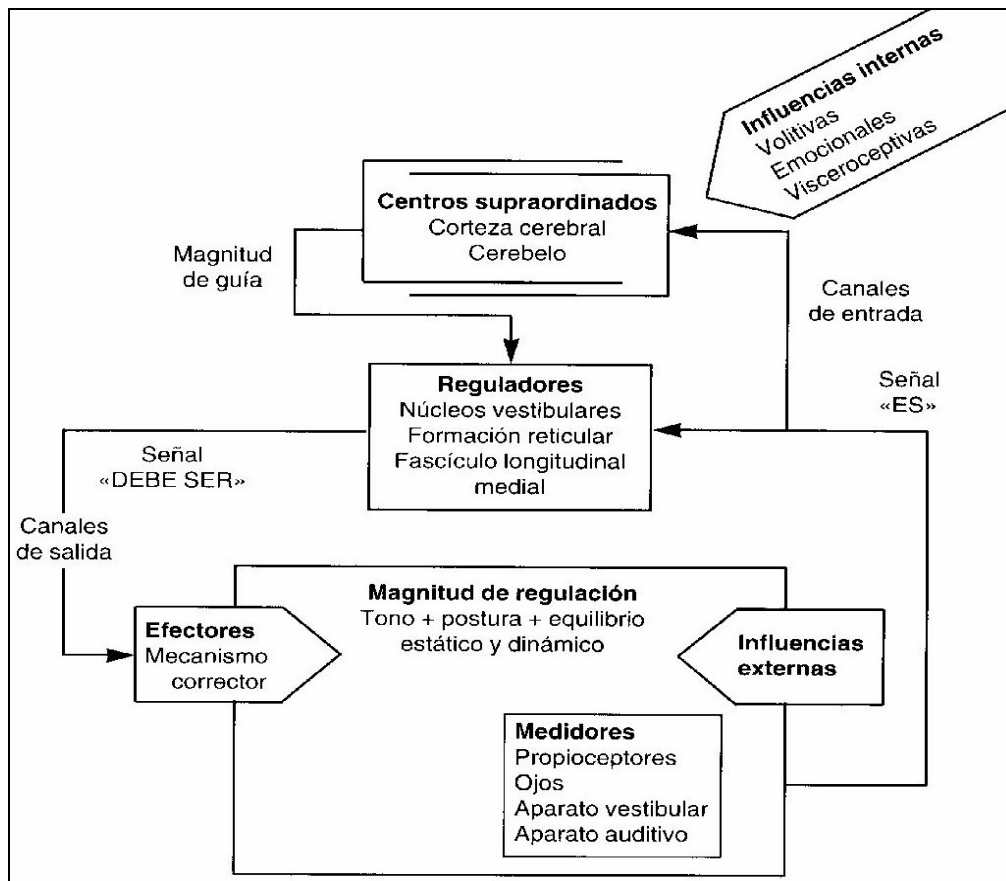 Influencias internas
Volitivas
Emocionales
Visceroceptivas
Centros supraordinados
Corteza cerebral
Cerebelo
Magnitud
de guía
Canales
de entrada
Reguladores
Núcleos vestibulares
Formación reticular
Fascículo longitudinal
medial
Señal
«ES»
Señal
«DEBE SER»
Canales
de salida
Magnitud de regulación
Tono + postura + equilibrio
estático y dinámico
Efectores
Mecanismo
corrector
Influencias
externas
Medidores
Propioceptores
Ojos
Aparato vestibular
Aparato auditivo